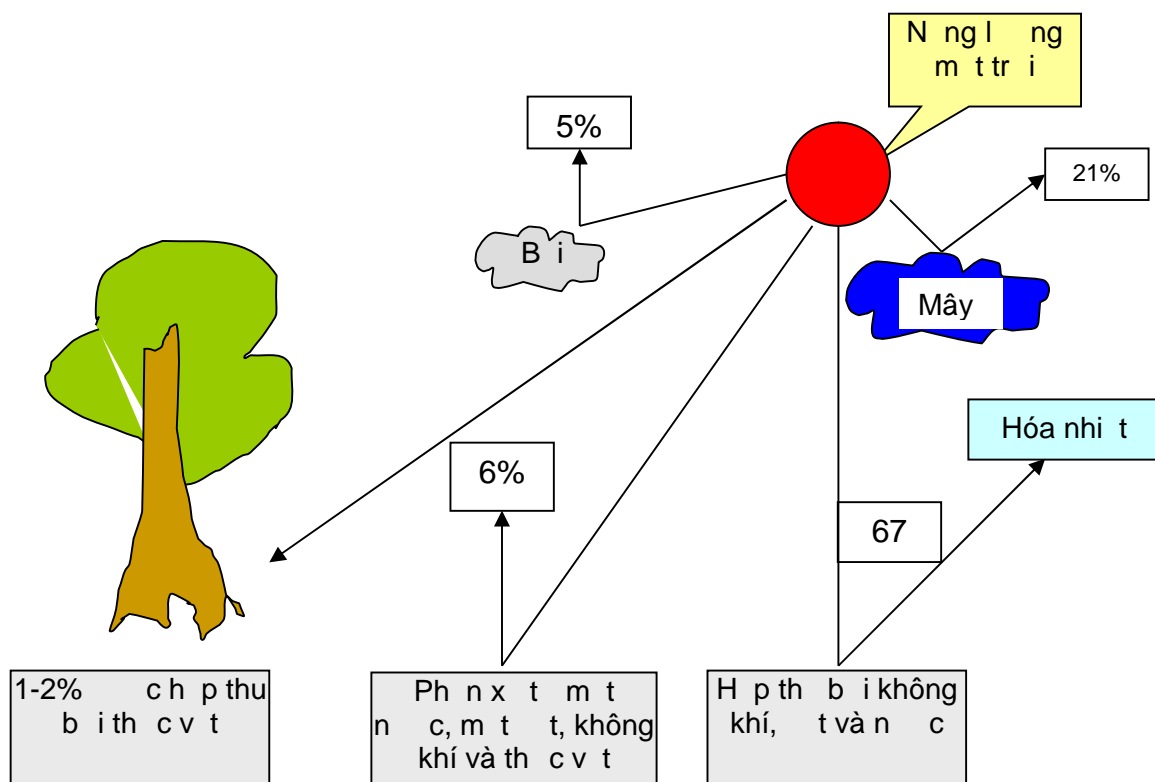 N ng l ng
m t tr i
5%
21%
B i
Mây
Hóa nhi t
6%
67
1-2% c h p thu
b i th c v t
Ph n x t m t
n c, m t t, không
khí và th c v t
H p th b i không
khí, t và n c